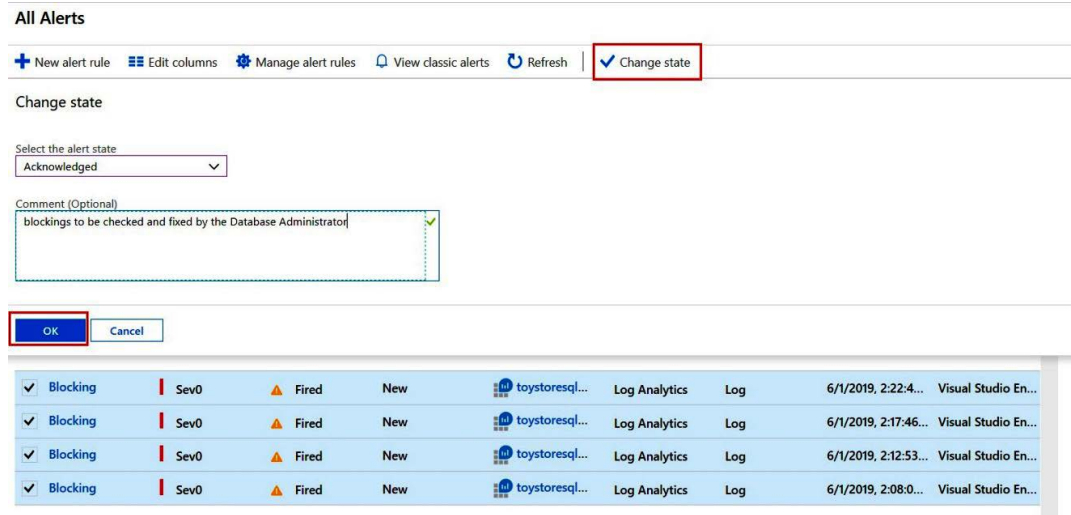 All Alerts
New alert rule Edit columns Manage alert rules View classic alerts Refresh Change state
Change state
Select the alert state
Acknowledged
Comment (Optional)
blockings to be checked and fixed by the Database Administrator
OK Cancel
Blocking Sev0 Fired New toystoresql... Log Analytics Log 6/1/2019, 2:22:4... Visual Studio En...
Blocking Sev0 Fired New toystoresql... Log Analytics Log 6/1/2019, 2:17:46... Visual Studio En...
Blocking Sev0 Fired New toystoresql... Log Analytics Log 6/1/2019, 2:12:53... Visual Studio En...
Blocking Sev0 Fired New toystoresql... Log Analytics Log 6/1/2019, 2:08:0... Visual Studio En...